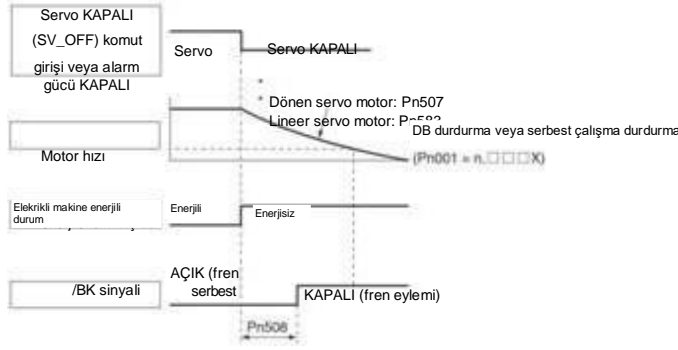 Servo KAPALI
(SV_OFF) komut
girişi veya alarm
gücü KAPALI
Servo
Servo KAPALI
Dönen servo motor: Pn507
Lineer servo motor:
DB durdurma veya serbest çalışma durdurma
(Pn001 = n.□□□X)
Motor hızı
Elekrikli makine enerjili
durum
Enerjili
Enerjisiz
/BK sinyali
AÇIK (fren
serbest
KAPALI (fren eylemi)
Pn508